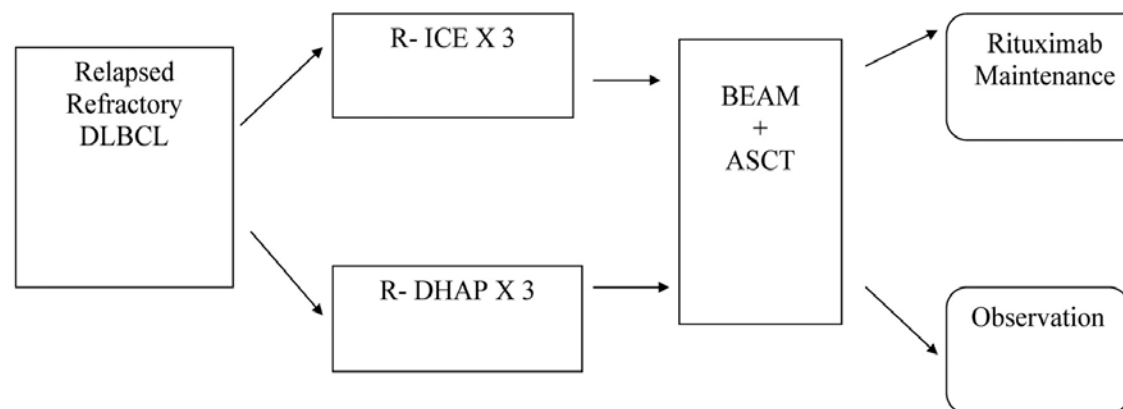 Relapsed
Refractory
DLBCL
R- ICE X 3
R- DHAP X 3
BEAM
+
ASCT
Rituximab
Maintenance
Observation